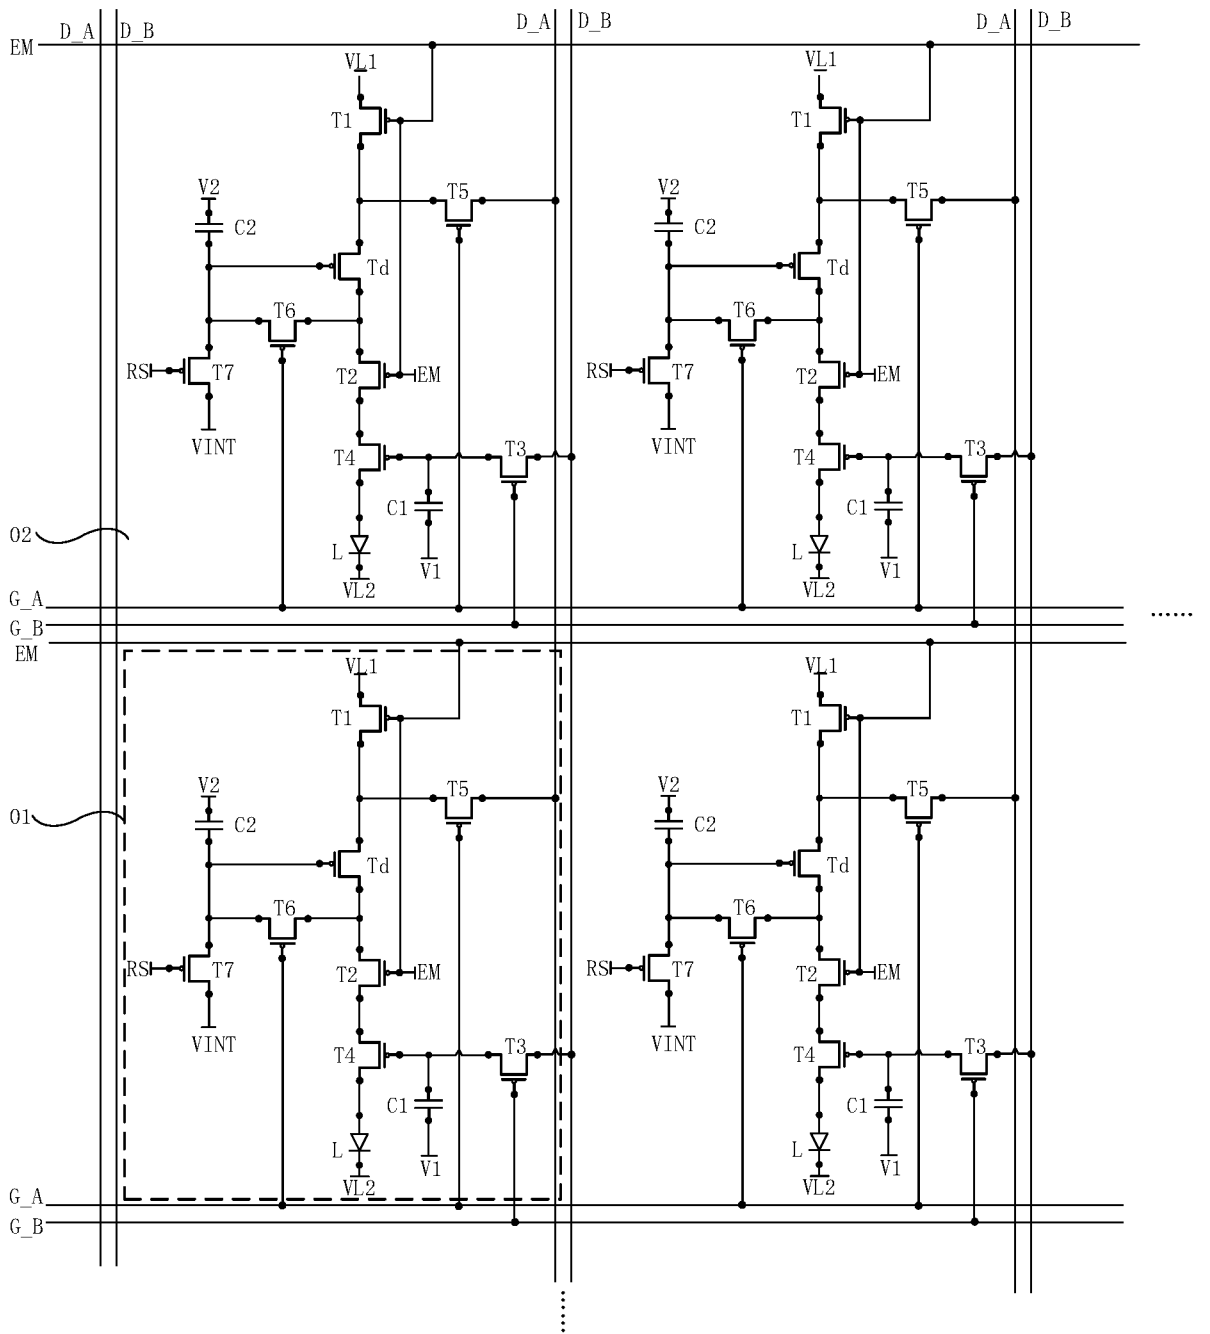 D_A D_B D_A D_B D_A D_B
EM
VL1 VL1
T1 T1
V2 T5 V2 T5
C2 C2
Td Td
T6 T6
RS T7 T2 EM RS T7 T2 EM
VINT T4 T3 VINT T4 T3
C1 C1
O2 L L
V1 V1
VL2 VL2
G_A
......
G_B
EM
VL1 VL1
T1 T1
V2 T5 V2 T5
O1 C2 C2
Td Td
T6 T6
RS T7 T2 EM RS T7 T2 EM
VINT T4 T3 VINT T4 T3
C1 C1
L L
V1 V1
VL2 VL2
G_A
G_B
......